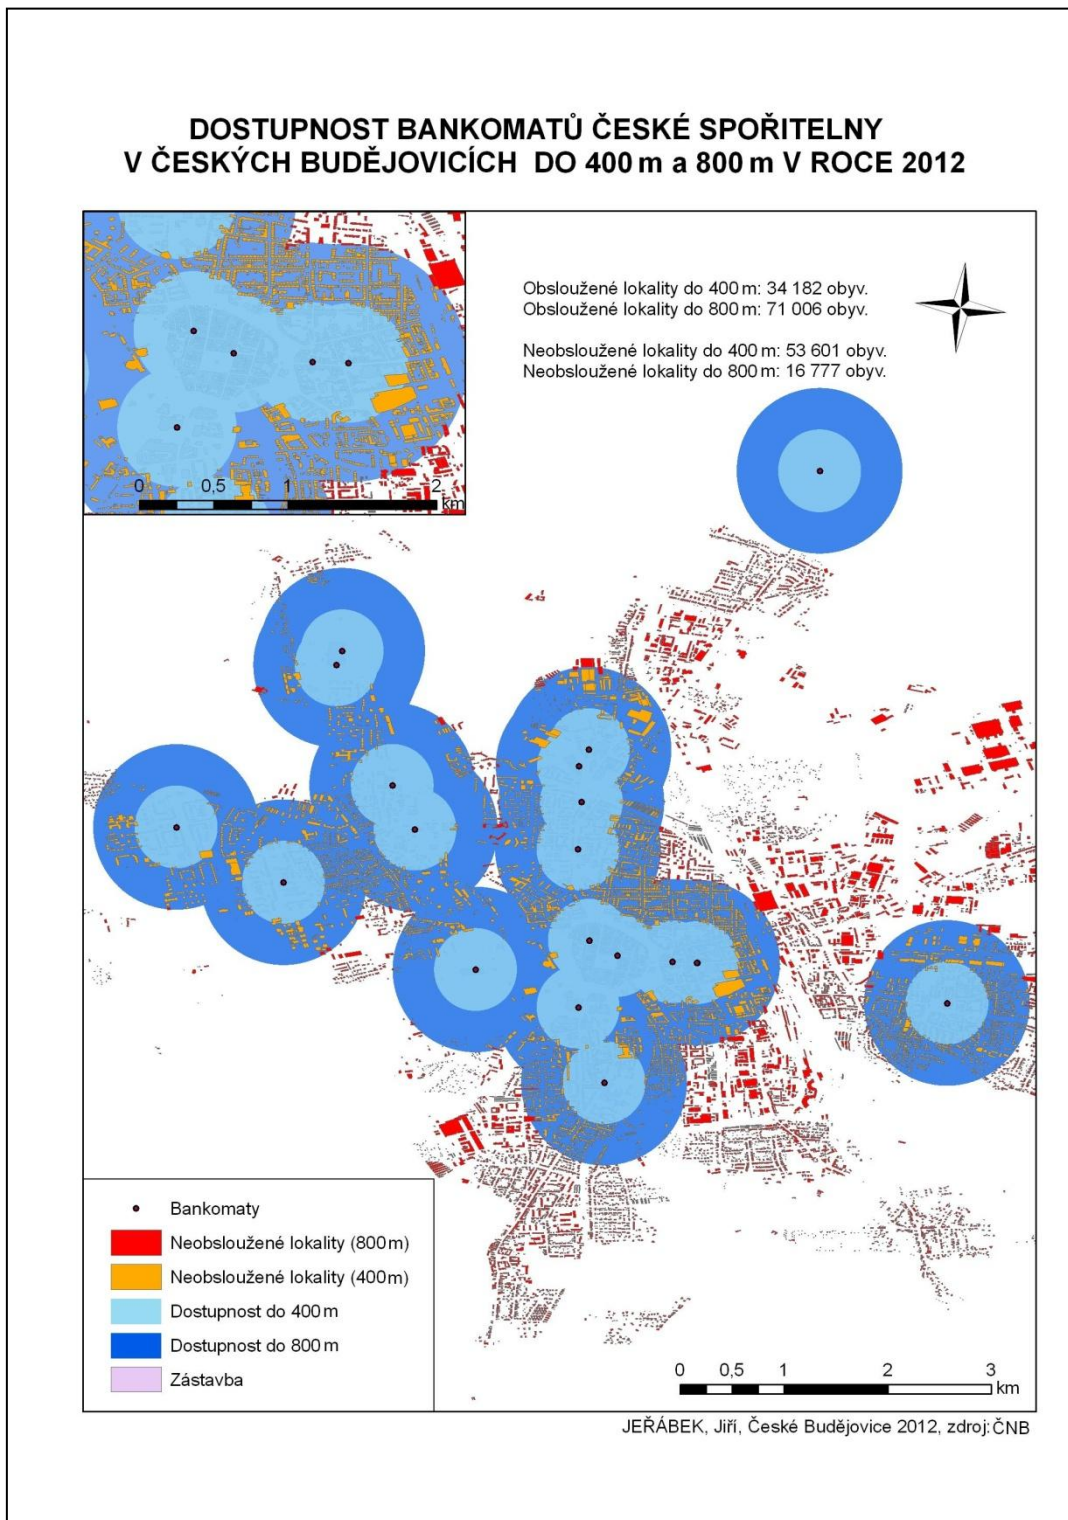 DOSTUPNOST BANKOMATŮ ČESKÉ SPOŘITELNY
V ČESKÝCH BUDĚJOVICÍCH DO 400 m a 800 m V ROCE 2012
Obsloužené lokality do 400 m: 34 182 obyv.
Obsloužené lokality do 800 m: 71 006 obyv.
Neobsloužené lokality do 400 m: 53 601 obyv.
Neobsloužené lokality do 800 m: 16 777 obyv.
0 0,5 1 2
km
Bankomaty
Neobsloužené lokality (800 m)
Neobsloužené lokality (400 m)
Dostupnost do 400 m
Dostupnost do 800 m
Zástavba
0 0,5 1 2 3
km
JEŘÁBEK, Jiří, České Budějovice 2012, zdroj: ČNB